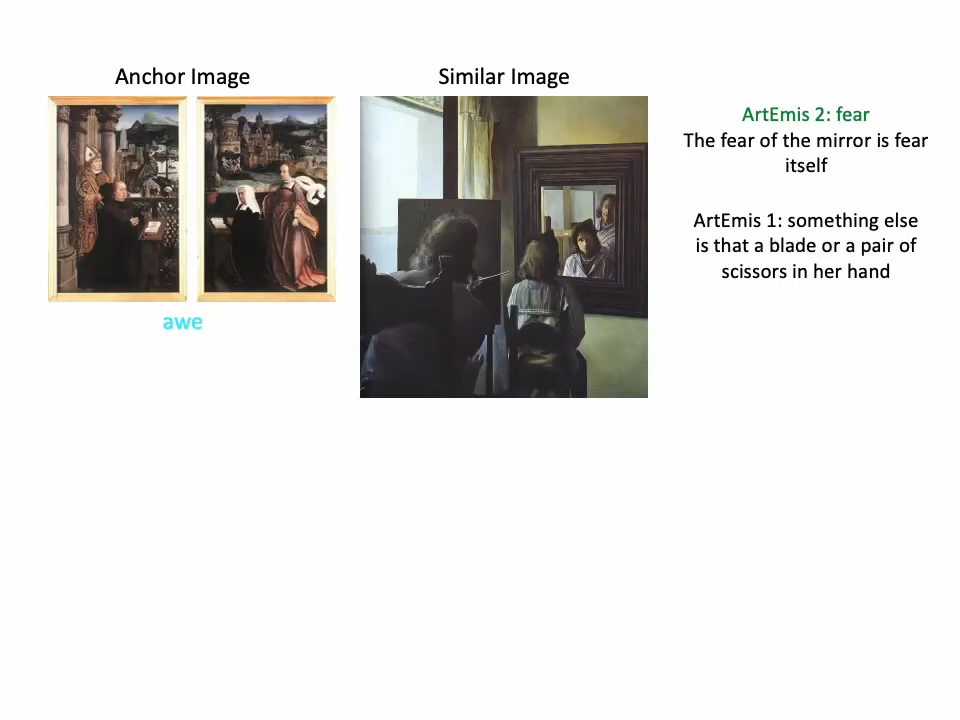 Anchor Image
awe
Similar Image
ArtEmis 2: fear
The fear of the mirror is fear
itself
ArtEmis 1: something else
is that a blade or a pair of
scissors in her hand